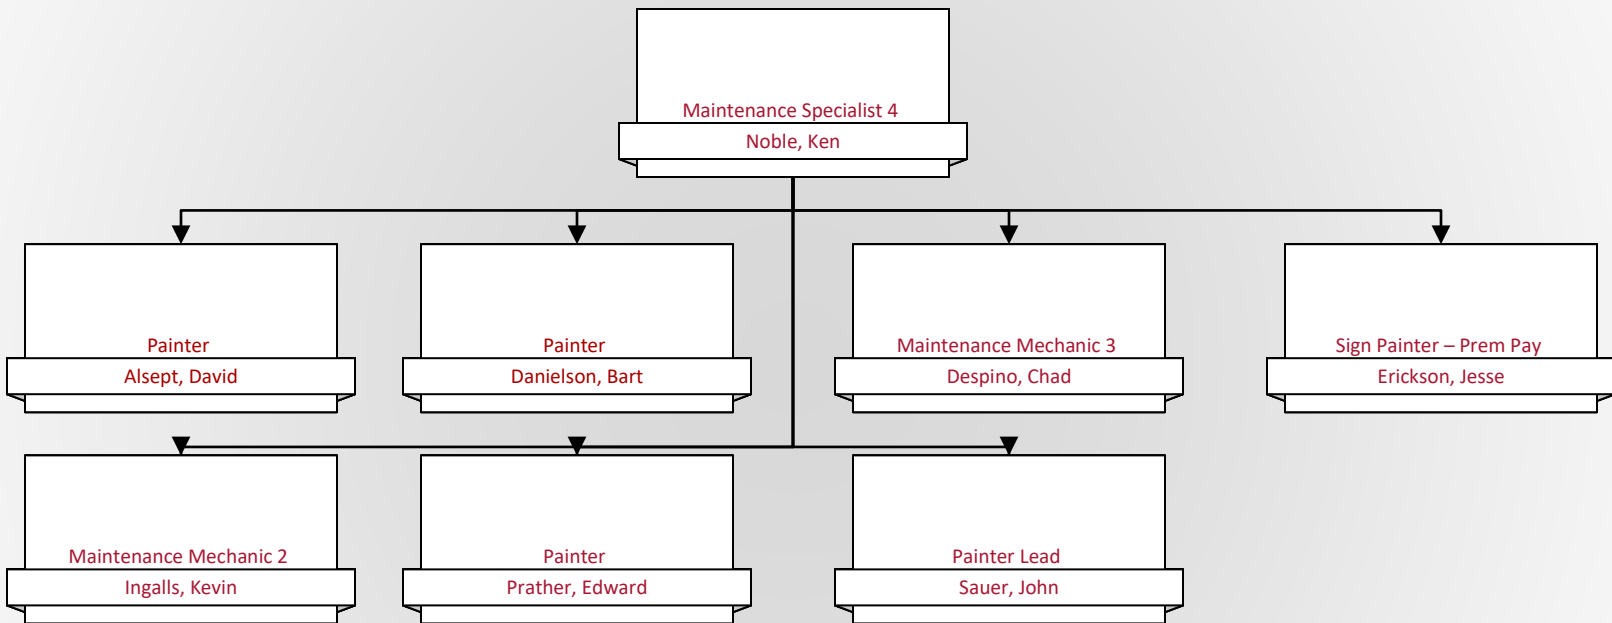 Maintenance Specialist 4
Noble, Ken
Painter
Alsept, David
Painter
Danielson, Bart
Maintenance Mechanic 3
Despino, Chad
Sign Painter – Prem Pay
Erickson, Jesse
Maintenance Mechanic 2
Ingalls, Kevin
Painter
Prather, Edward
Painter Lead
Sauer, John